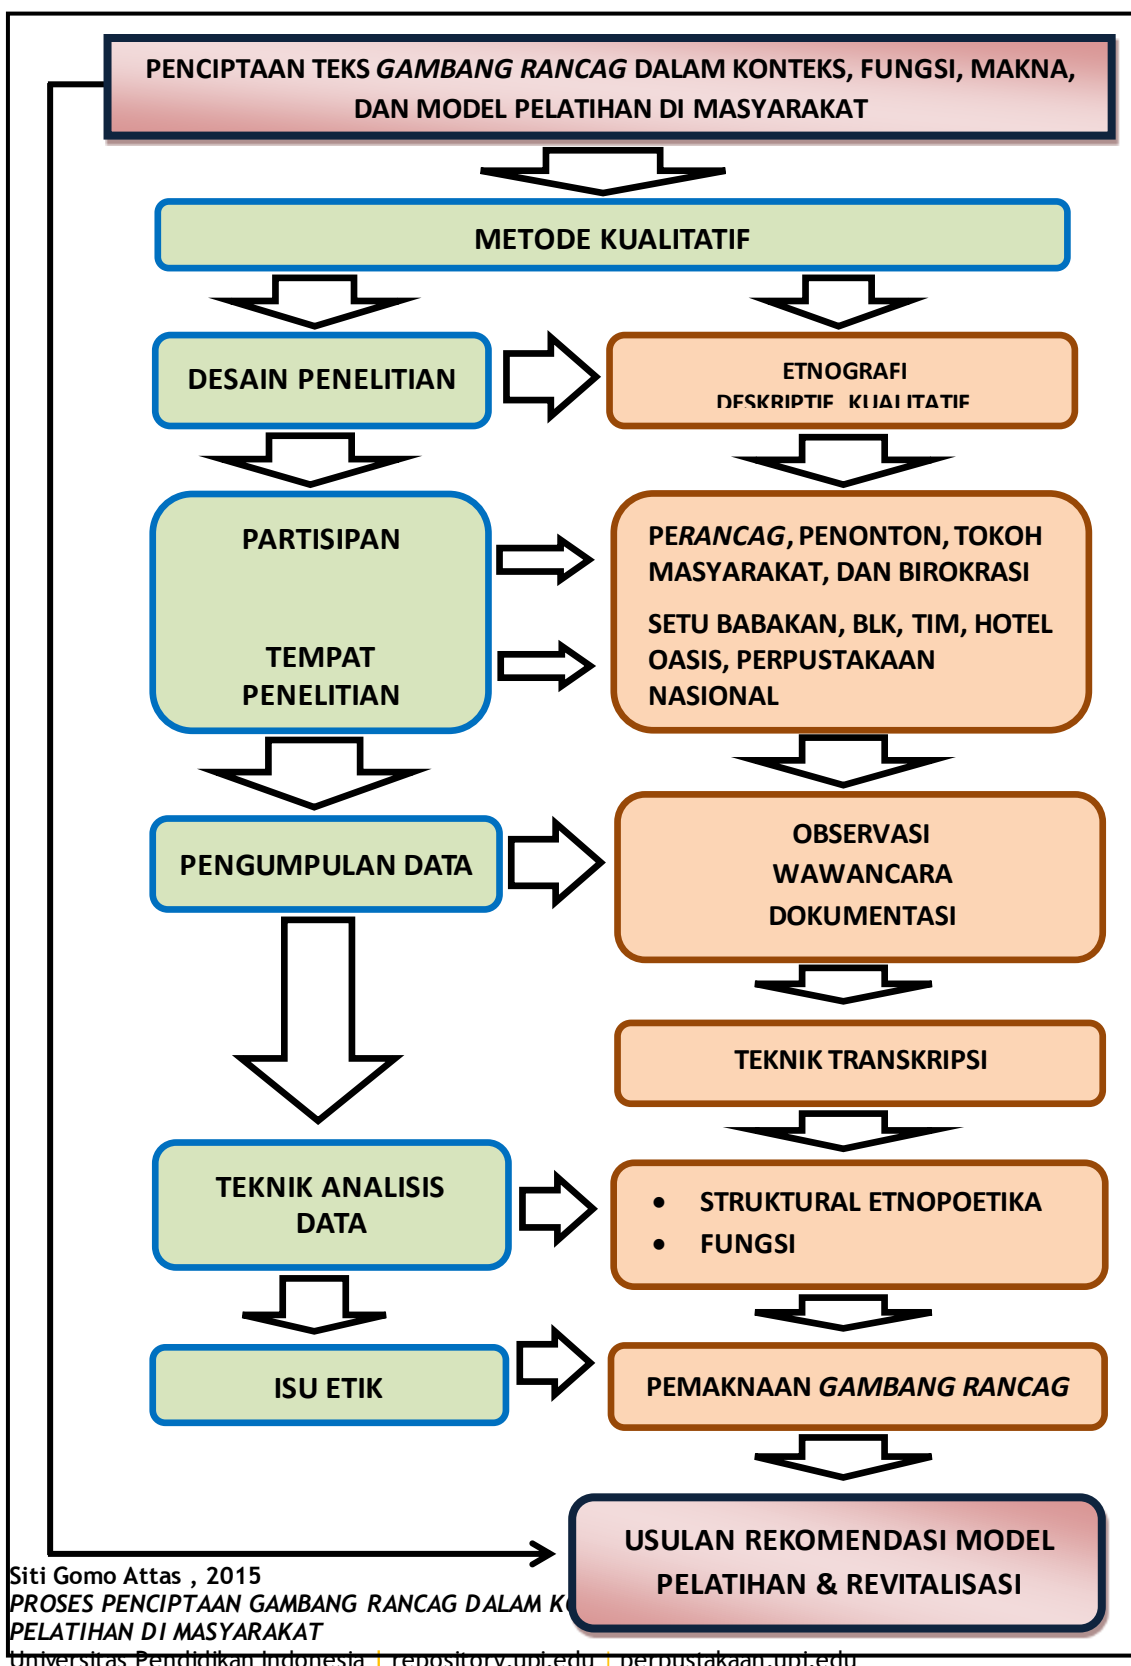 PENCIPTAAN TEKS GAMBANG RANCAG DALAM KONTEKS, FUNGSI, MAKNA,
DAN MODEL PELATIHAN DI MASYARAKAT
METODE KUALITATIF
DESAIN PENELITIAN
ETNOGRAFI
DESKRIPTIF KUALITATIF
PARTISIPAN
PERANCAG, PENONTON, TOKOH
MASYARAKAT, DAN BIROKRASI
TEMPAT
PENELITIAN
SETU BABAKAN, BLK, TIM, HOTEL
OASIS, PERPUSTAKAAN
NASIONAL
PENGUMPULAN DATA
OBSERVASI
WAWANCARA
DOKUMENTASI
TEKNIK TRANSKRIPSI
TEKNIK ANALISIS
DATA
• STRUKTURAL ETNOPOETIKA
• FUNGSI
ISU ETIK
PEMAKNAAN GAMBANG RANCAG
USULAN REKOMENDASI MODEL
PELATIHAN & REVITALISASI
Siti Gomo Attas , 2015
PROSES PENCIPTAAN GAMBANG RANCAG DALAM
PELATIHAN DI MASYARAKAT
Universitas Pendidikan Indonesia | repository.upi.edu | perpustakaan.upi.edu